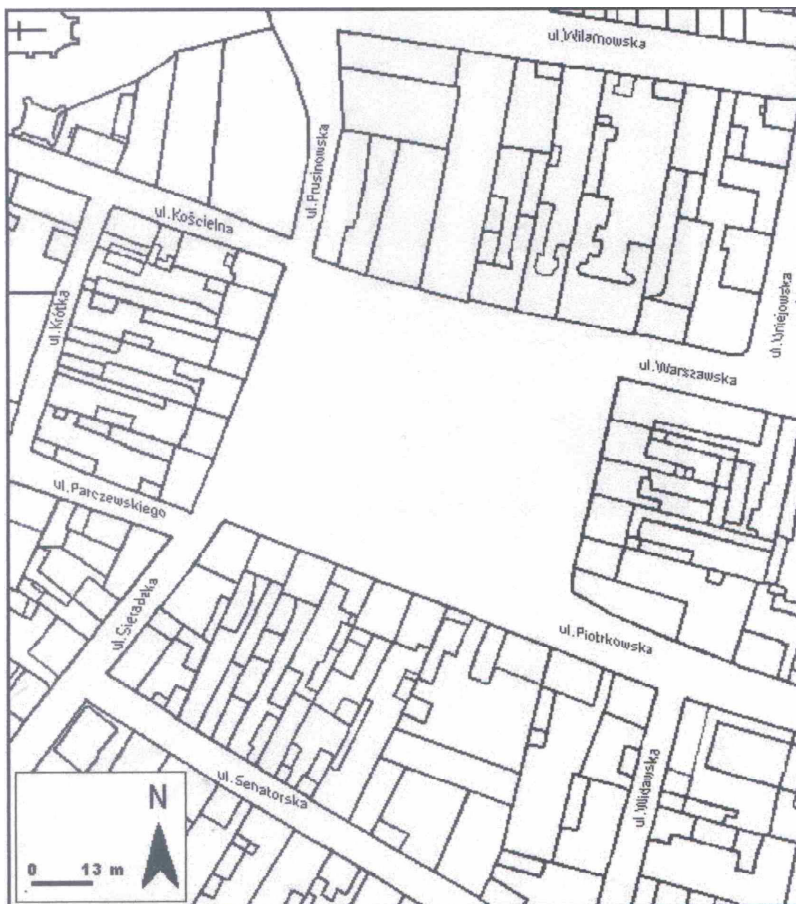 ul.Wilamowska
ul.Prusinowska
ul.Kościelna
ul.Krótka
ul.Uniejowska
ul.Warszawska
ul.Parczewskiego
ul.Sieradzka
ul.Piotrkowska
ul.Senatorska
ul.Widawska
N
0 13 m